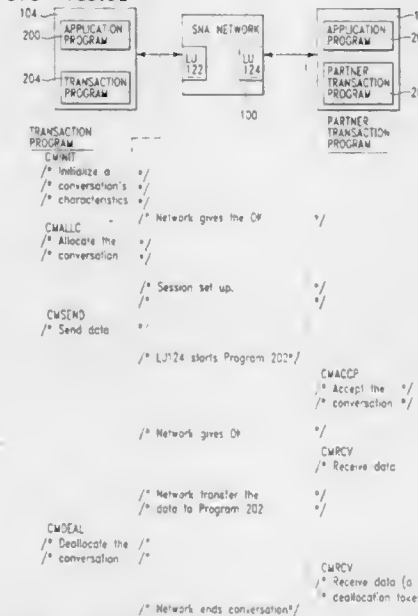 104
200
APPLICATION
PROGRAM
204
TRANSACTION
PROGRAM
SNA NETWORK
LU
122
LU
124
100
APPLICATION
PROGRAM
PARTNER
TRANSACTION
PROGRAM
TRANSACTION
PROGRAM
PARTNER
TRANSACTION
PROGRAM
CMINIT
/* Initialize a */
/* conversation's */
/* characteristics */
/* Network gives the OK */
CMALLC
/* Allocate the */
/* conversation */
/* Session set up. */
/* */
CMSEND
/* Send data */
/* LU124 starts Program 202*/
CMACCP
/* Accept the */
/* conversation */
/* Network gives OK */
CMRCV
/* Receive data
/* Network transfer the */
/* data to Program 202 */
CMDEAL
/* Deallocate the /*
/* conversation /*
CMRCV
/* Receive data (a
/* deallocation
/* Network ends conversation*/